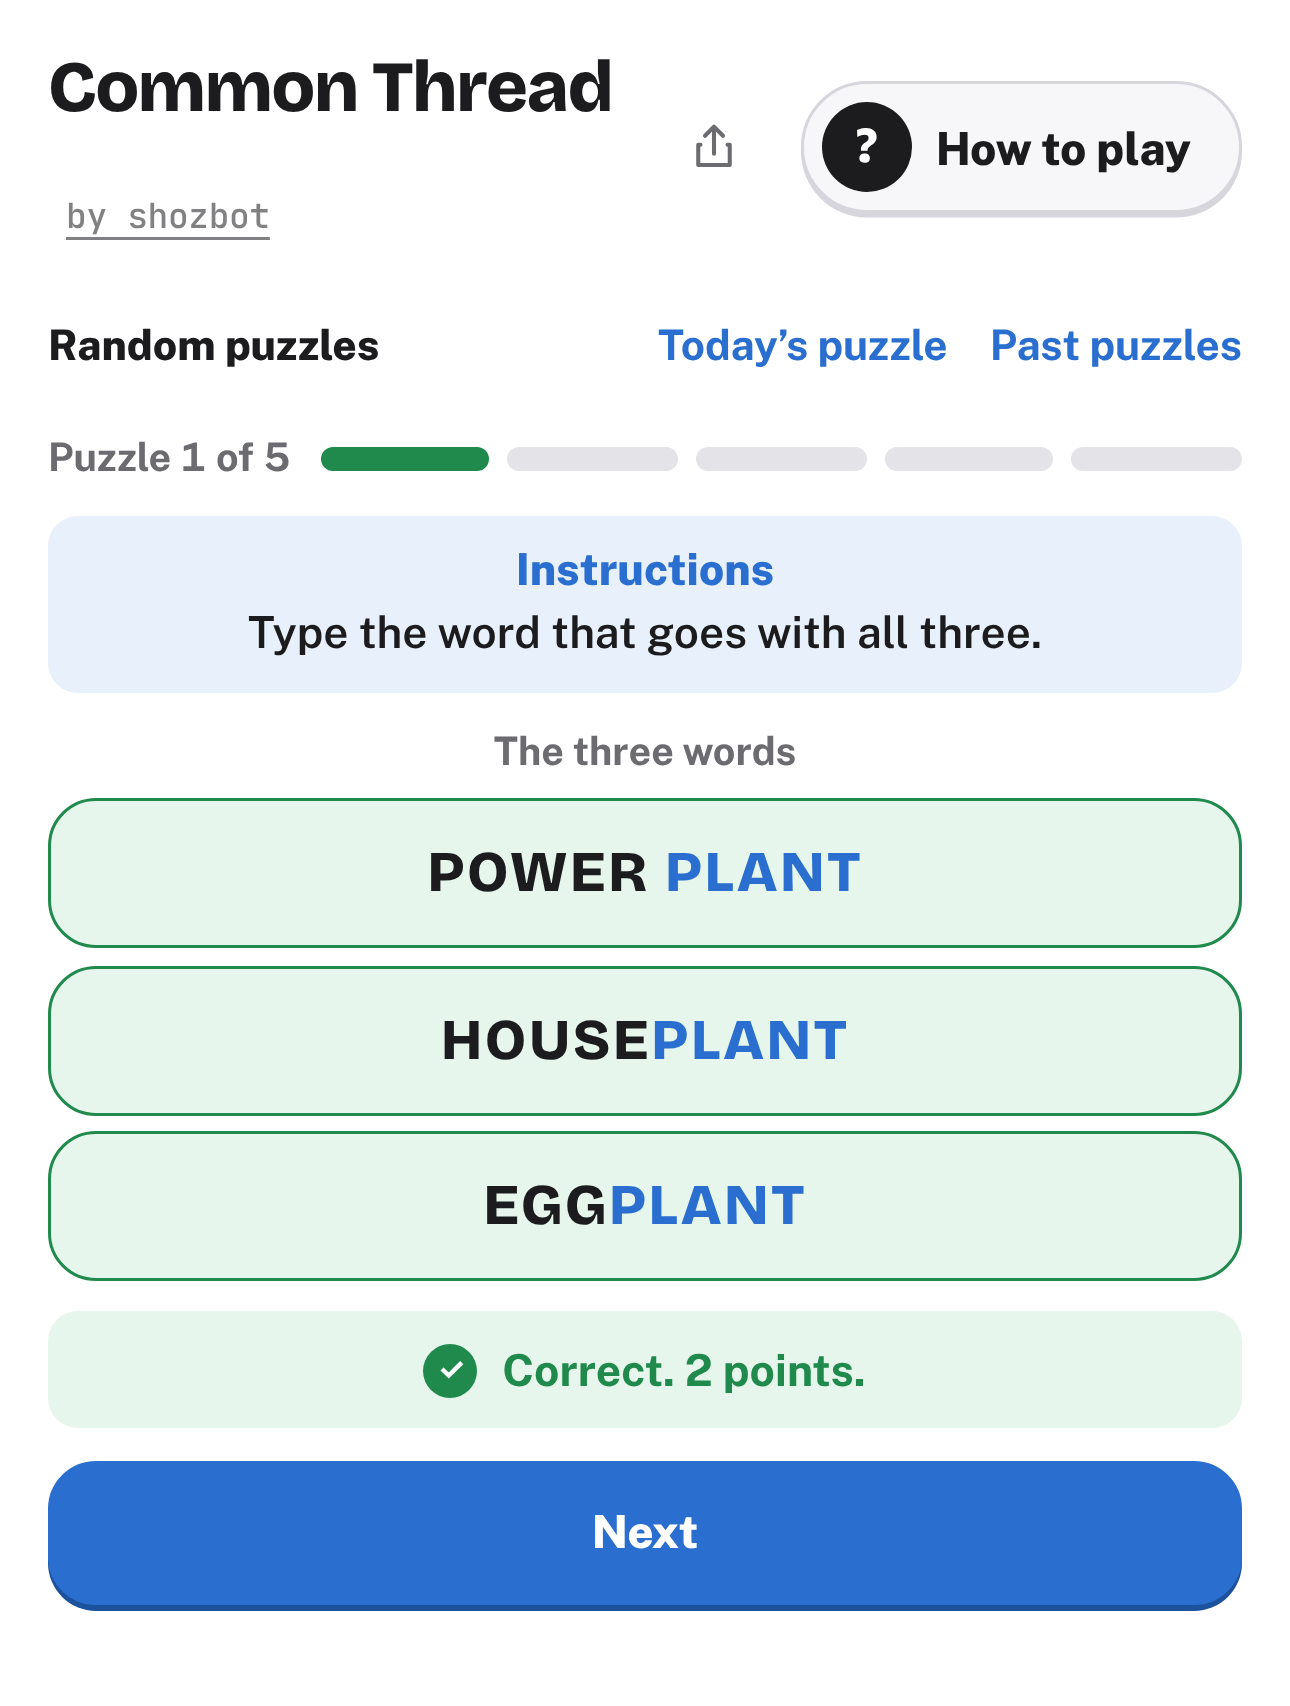 Common Thread
by shozbot
? How to play
Random puzzles
Today’s puzzle
Past puzzles
Puzzle 1 of 5
Instructions
Type the word that goes with all three.
The three words
POWER PLANT
HOUSEPLANT
EGGPLANT
Correct. 2 points.
Next